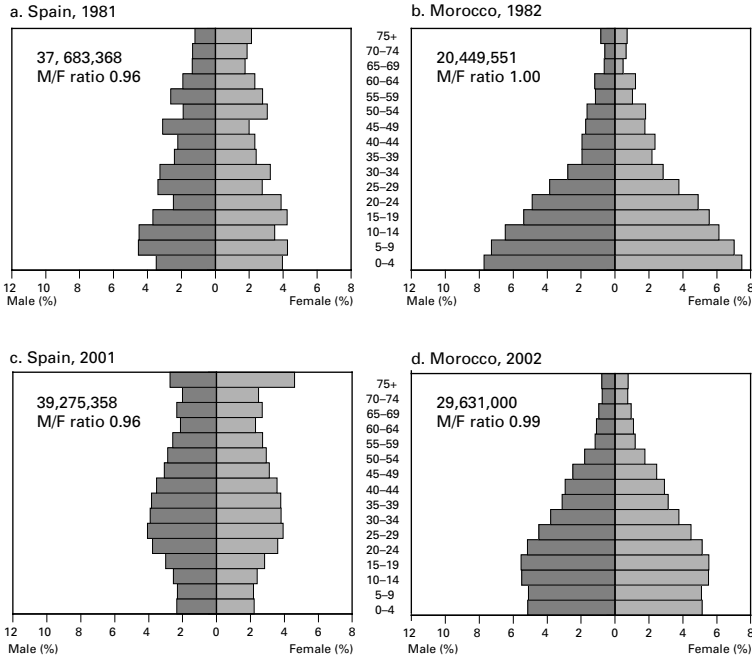 a. Spain, 1981
37, 683,368
M/F ratio 0.96
12 10 8 6 4 2 0 2 4 6 8
Male (%) Female (%)
75+
70–74
65–69
60–64
55–59
50–54
45–49
40–44
35–39
30–34
25–29
20–24
15–19
10–14
5–9
0–4
b. Morocco, 1982
20,449,551
M/F ratio 1.00
12 10 8 6 4 2 0 2 4 6 8
Male (%) Female (%)
c. Spain, 2001
39,275,358
M/F ratio 0.96
12 10 8 6 4 2 0 2 4 6 8
Male (%) Female (%)
75+
70–74
65–69
60–64
55–59
50–54
45–49
40–44
35–39
30–34
25–29
20–24
15–19
10–14
5–9
0–4
d. Morocco, 2002
29,631,000
M/F ratio 0.99
12 10 8 6 4 2 0 2 4 6 8
Male (%) Female (%)